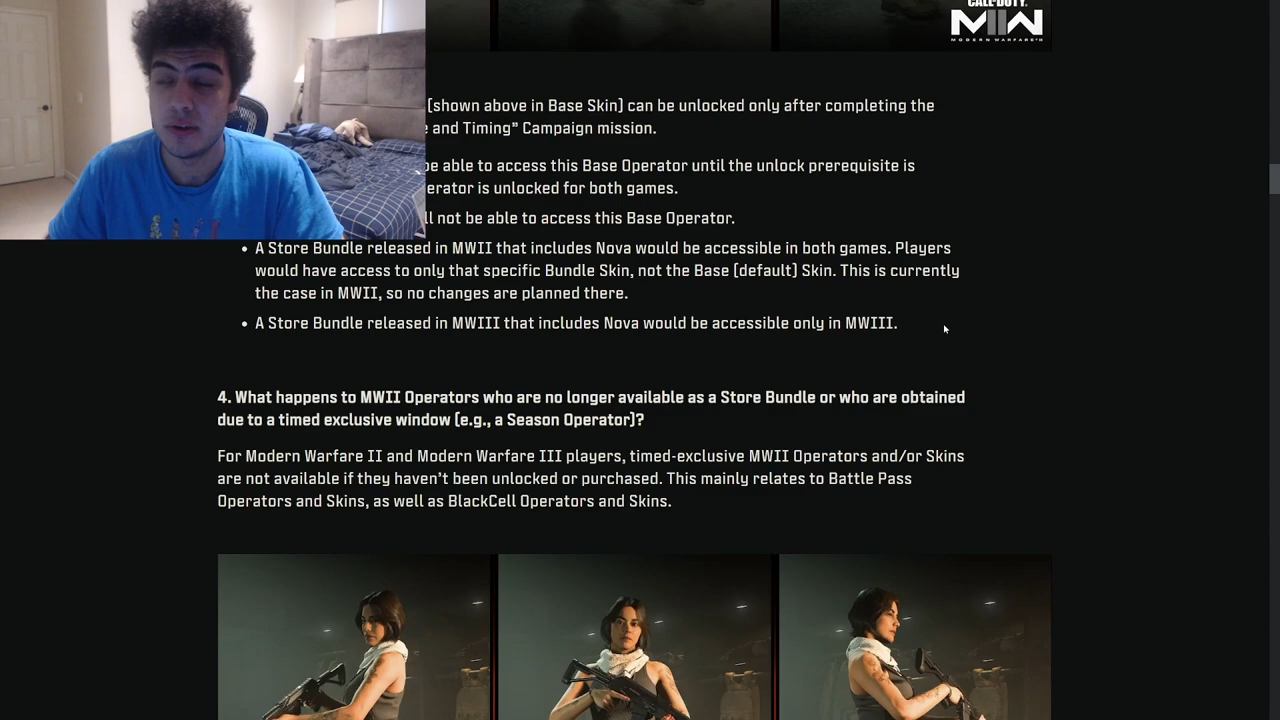 CALL·DUTY
MW
MODERN WARFARE II
[shown above in Base Skin] can be unlocked only after completing the
and Timing” Campaign mission.
be able to access this Base Operator until the unlock prerequisite is
erator is unlocked for both games.
ll not be able to access this Base Operator.
• A Store Bundle released in MWII that includes Nova would be accessible in both games. Players
would have access to only that specific Bundle Skin, not the Base [default] Skin. This is currently
the case in MWII, so no changes are planned there.
• A Store Bundle released in MWIII that includes Nova would be accessible only in MWIII.
4. What happens to MWII Operators who are no longer available as a Store Bundle or who are obtained
due to a timed exclusive window [e.g., a Season Operator]?
For Modern Warfare II and Modern Warfare III players, timed-exclusive MWII Operators and/or Skins
are not available if they haven’t been unlocked or purchased. This mainly relates to Battle Pass
Operators and Skins, as well as BlackCell Operators and Skins.